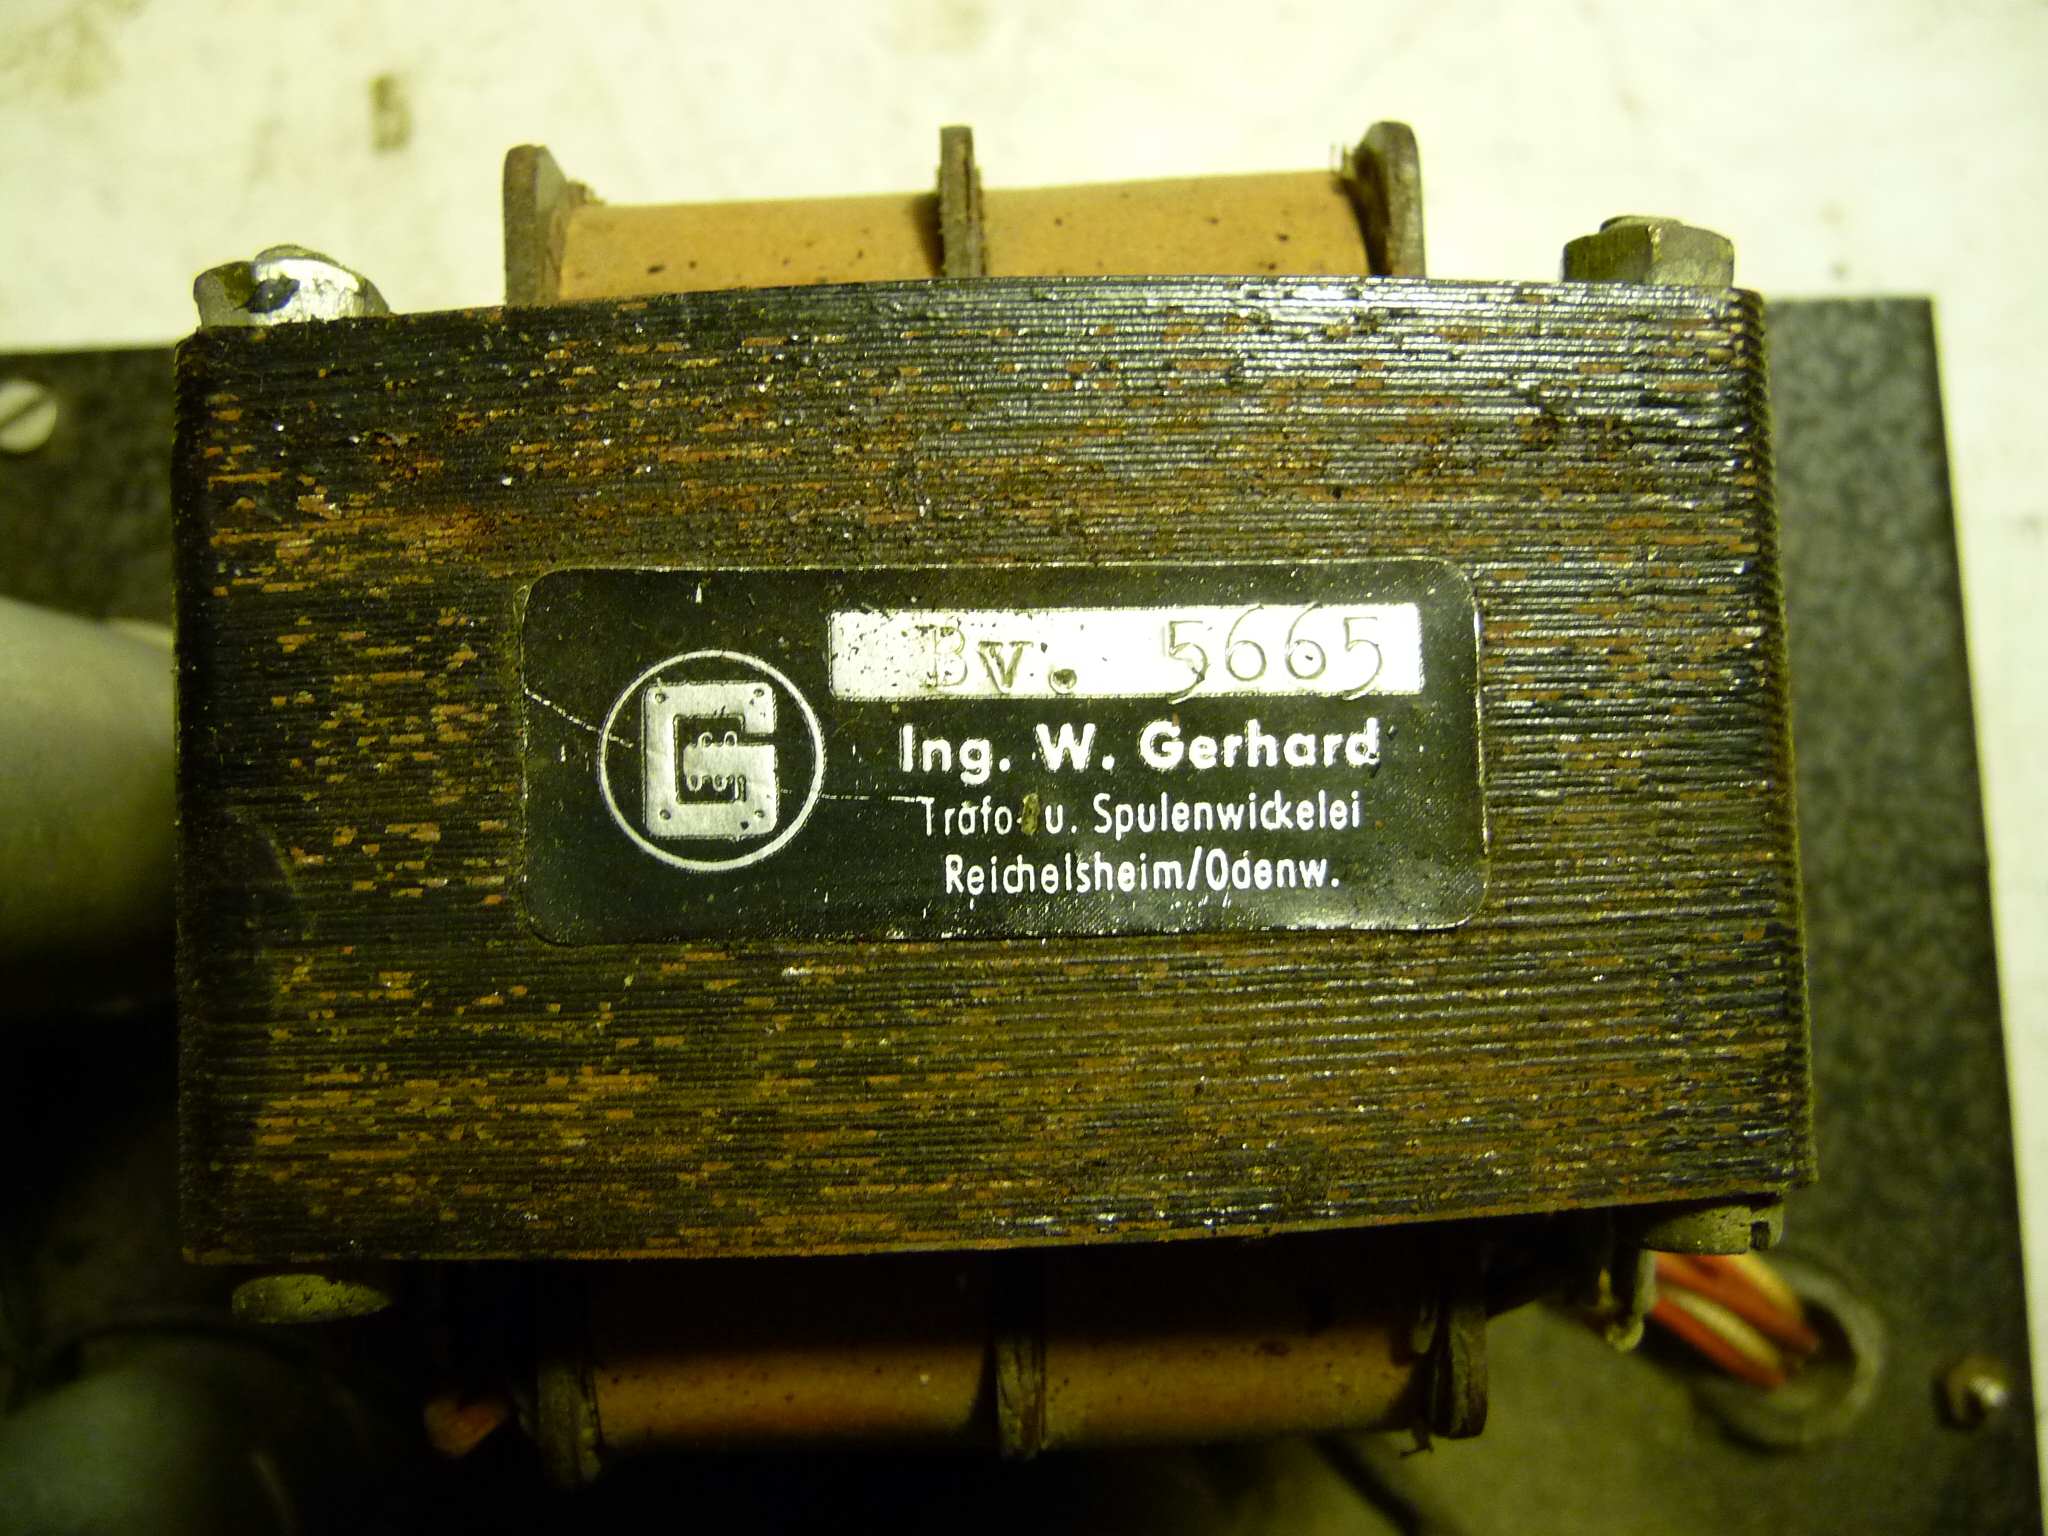 G
Bv. 5665
Ing. W. Gerhard
Trafo- u. Spulenwickelei
Reichelsheim/Odenw.